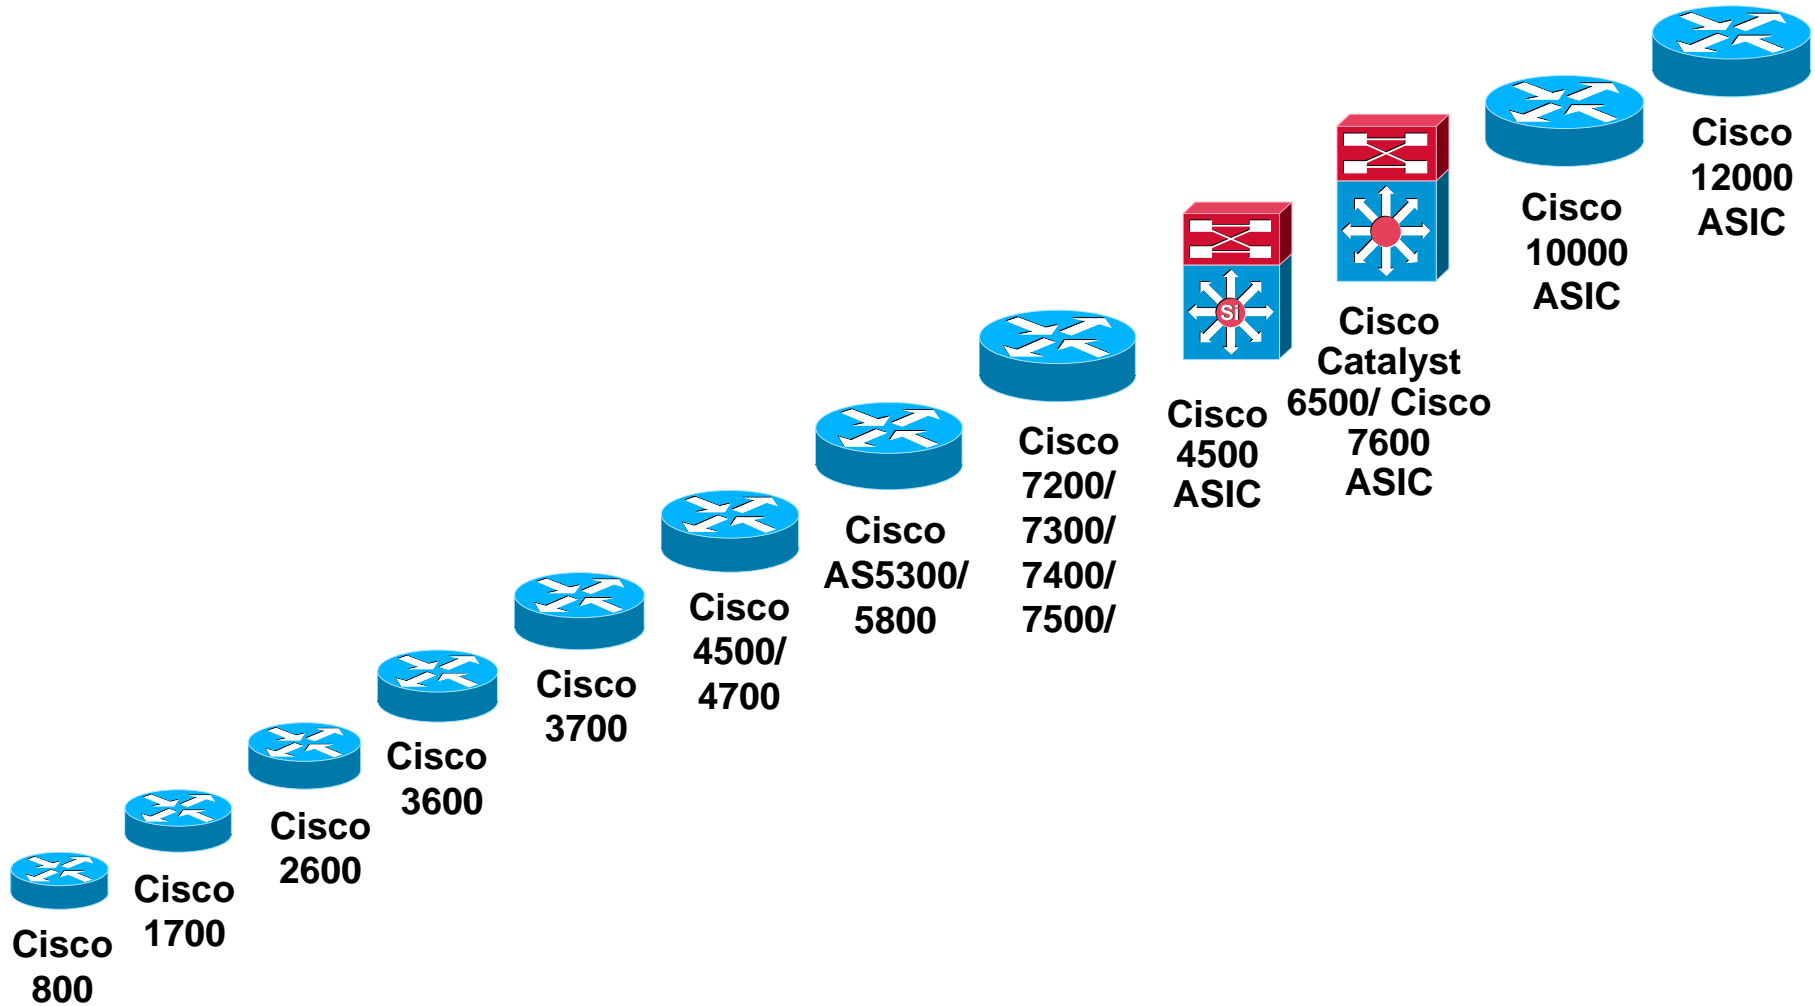 Cisco
800
Cisco
1700
Cisco
2600
Cisco
3600
Cisco
3700
Cisco
4500/
4700
Cisco
AS5300/
5800
Cisco
7200/
7300/
7400/
7500/
Si
Cisco
4500
ASIC
Cisco
Catalyst
6500/ Cisco
7600
ASIC
Cisco
10000
ASIC
Cisco
12000
ASIC